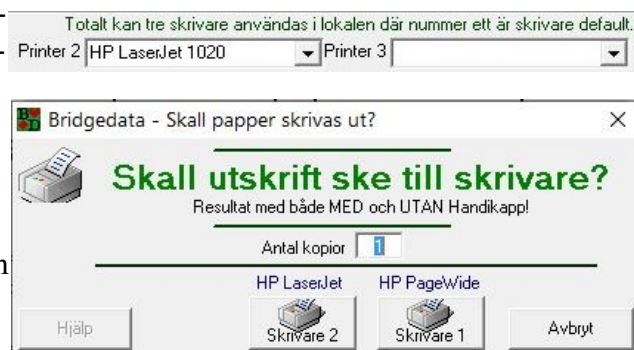 Totalt kan tre skrivare användas i lokalen där nummer ett är skrivare default.
Printer 2 HP LaserJet 1020 Printer 3
Bridgedata - Skall papper skrivas ut?
Skall utskrift ske till skrivare?
Resultat med både MED och UTAN Handikapp!
Antal kopior 1
HP LaserJet HP PageWide
Hjälp Skrivare 2 Skrivare 1 Avbryt